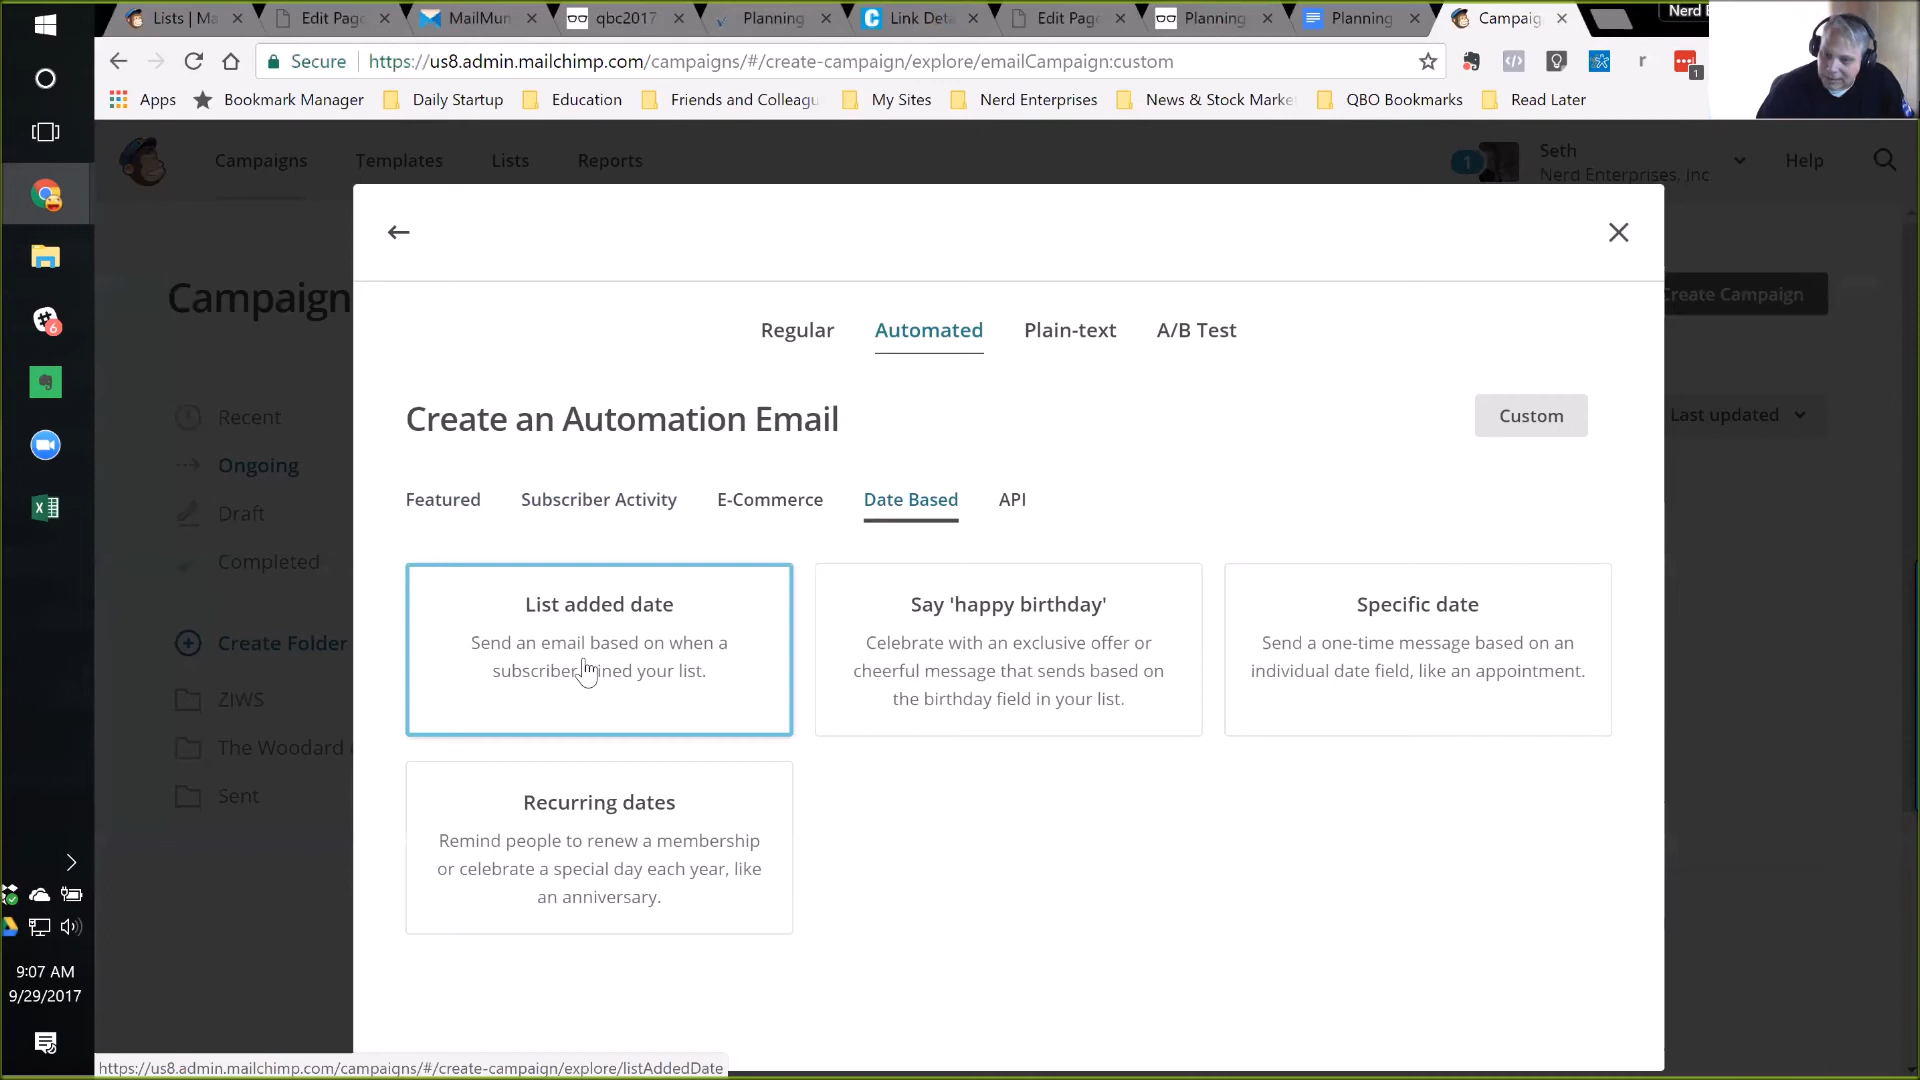 Lists | Ma
Edit Page
MailMun
qbc2017
Planning
Link Deta
Edit Page
Planning
Planning
Campaig
Nerd E
Secure
https://us8.admin.mailchimp.com/campaigns/#/create-campaign/explore/emailCampaign:custom
r
1
Apps
Bookmark Manager
Daily Startup
Education
Friends and Colleagu
My Sites
Nerd Enterprises
News & Stock Marke
QBO Bookmarks
Read Later
Campaigns
Templates
Lists
Reports
1
Seth
Nerd Enterprises, Inc
Help
Campaign
Create Campaign
Regular
Automated
Plain-text
A/B Test
Create an Automation Email
Custom
Last updated
Recent
Ongoing
Draft
Completed
Create Folder
ZIWS
The Woodard
Sent
6
Featured
Subscriber Activity
E-Commerce
Date Based
API
List added date
Send an email based on when a
subscriber ined your list.
Say 'happy birthday'
Celebrate with an exclusive offer or
cheerful message that sends based on
the birthday field in your list.
Specific date
Send a one-time message based on an
individual date field, like an appointment.
Recurring dates
Remind people to renew a membership
or celebrate a special day each year, like
an anniversary.
9:07 AM
9/29/2017
https://us8.admin.mailchimp.com/campaigns/#/create-campaign/explore/listAddedDate